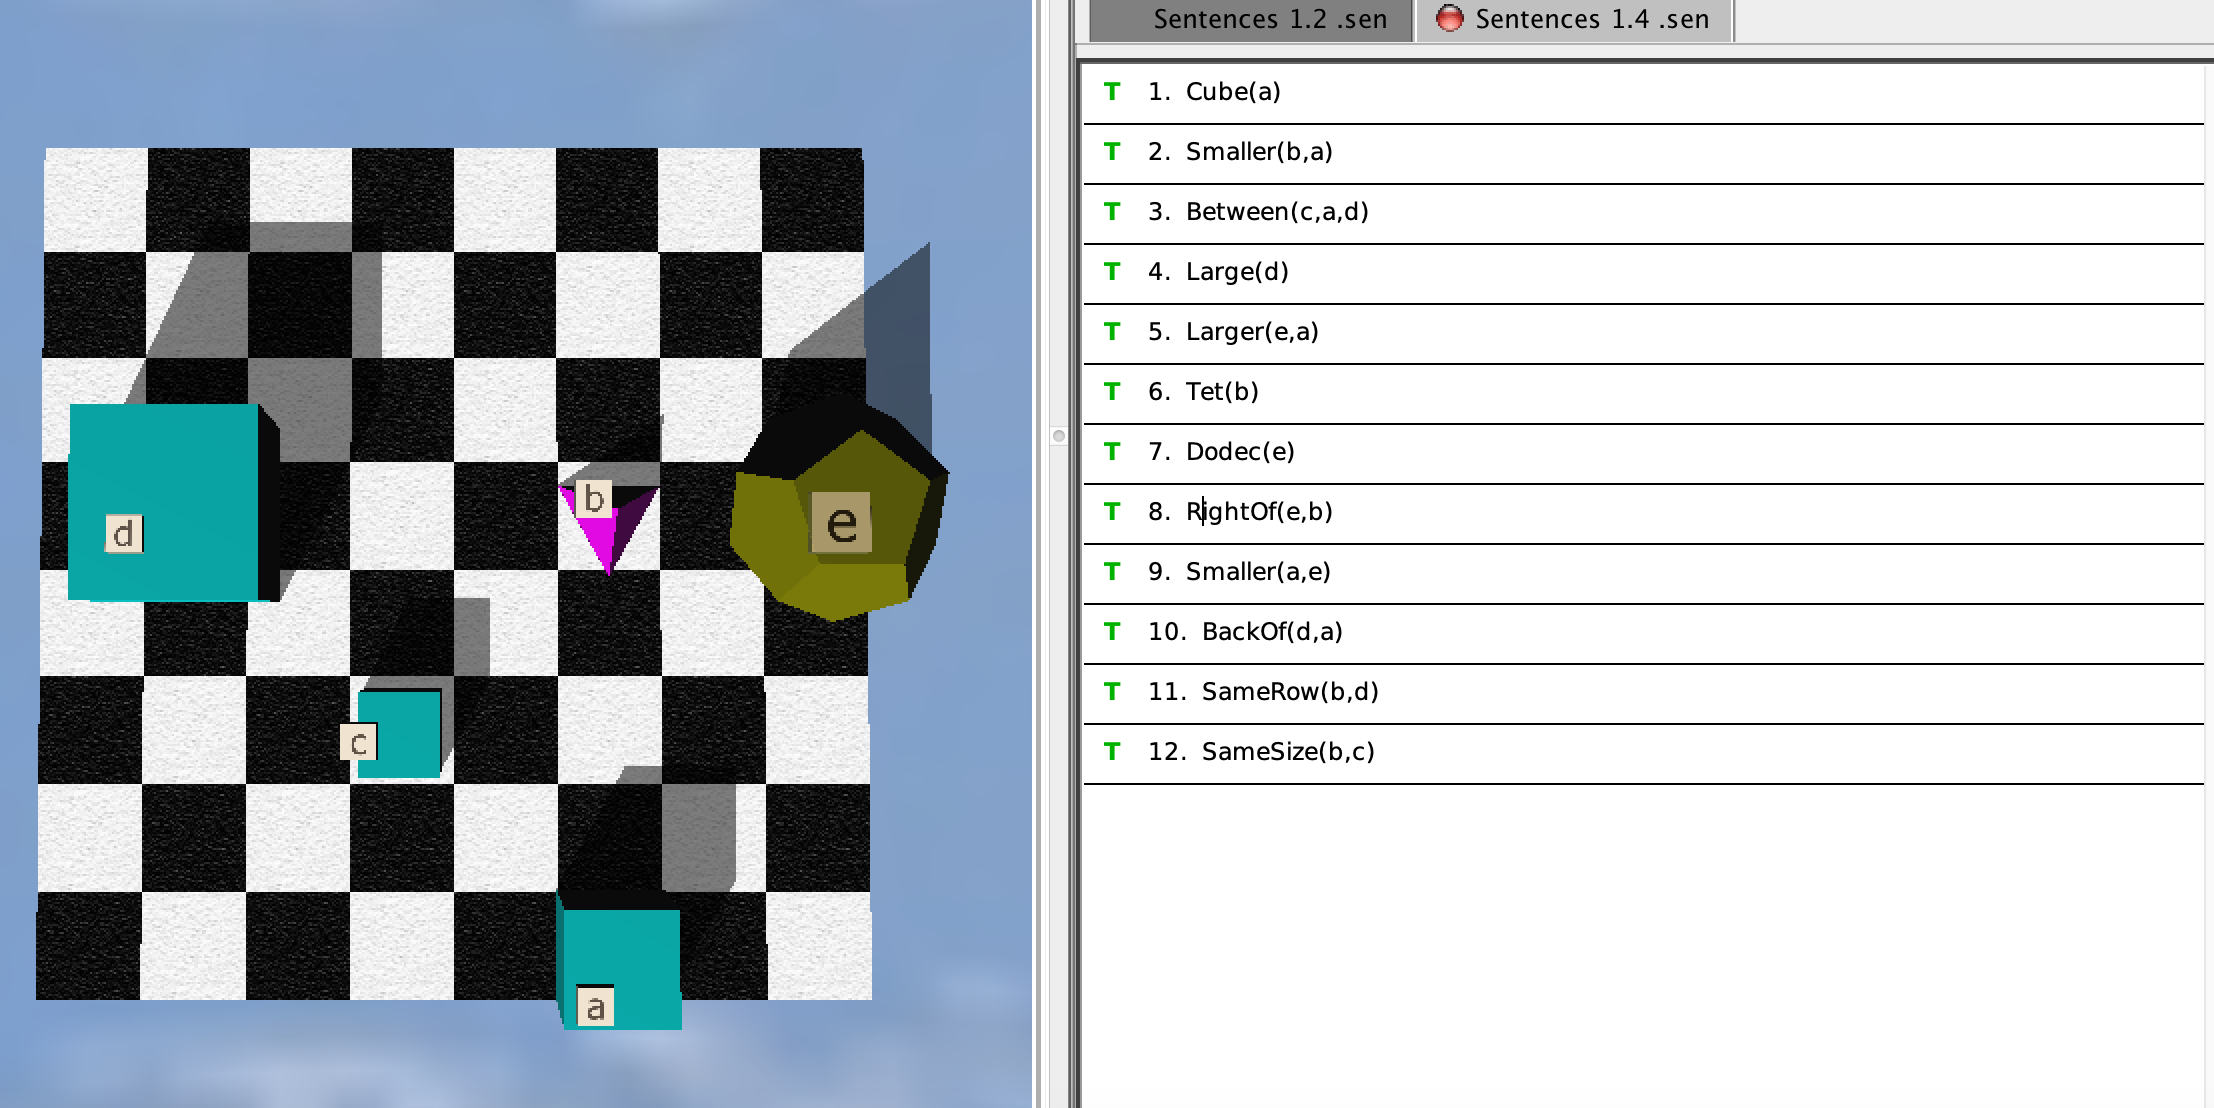 Sentences 1.2 .sen
Sentences 1.4 .sen
T 1. Cube(a)
T 2. Smaller(b,a)
T 3. Between(c,a,d)
T 4. Large(d)
T 5. Larger(e,a)
T 6. Tet(b)
T 7. Dodec(e)
T 8. RightOf(e,b)
T 9. Smaller(a,e)
T 10. BackOf(d,a)
T 11. SameRow(b,d)
T 12. SameSize(b,c)
b
e
d
c
a